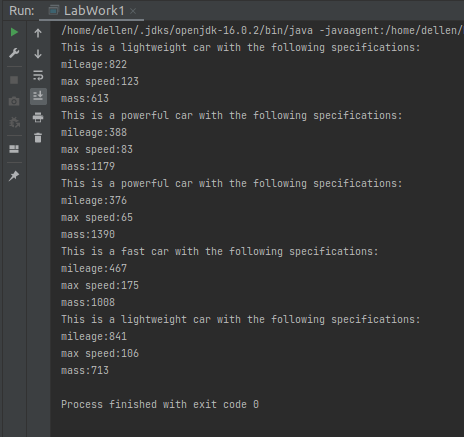 Run: LabWork1
/home/dellen/.jdks/openjdk-16.0.2/bin/java -javaagent:/home/dellen/
This is a lightweight car with the following specifications:
mileage:822
max speed:123
mass:613
This is a powerful car with the following specifications:
mileage:388
max speed:83
mass:1179
This is a powerful car with the following specifications:
mileage:376
max speed:65
mass:1390
This is a fast car with the following specifications:
mileage:467
max speed:175
mass:1008
This is a lightweight car with the following specifications:
mileage:841
max speed:106
mass:713
Process finished with exit code 0